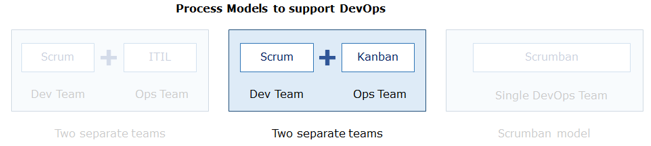 Process Models to support DevOps
Scrum + ITIL
Dev Team Ops Team
Two separate teams
Scrum + Kanban
Dev Team Ops Team
Two separate teams
Scrumban
Single DevOps Team
Scrumban model